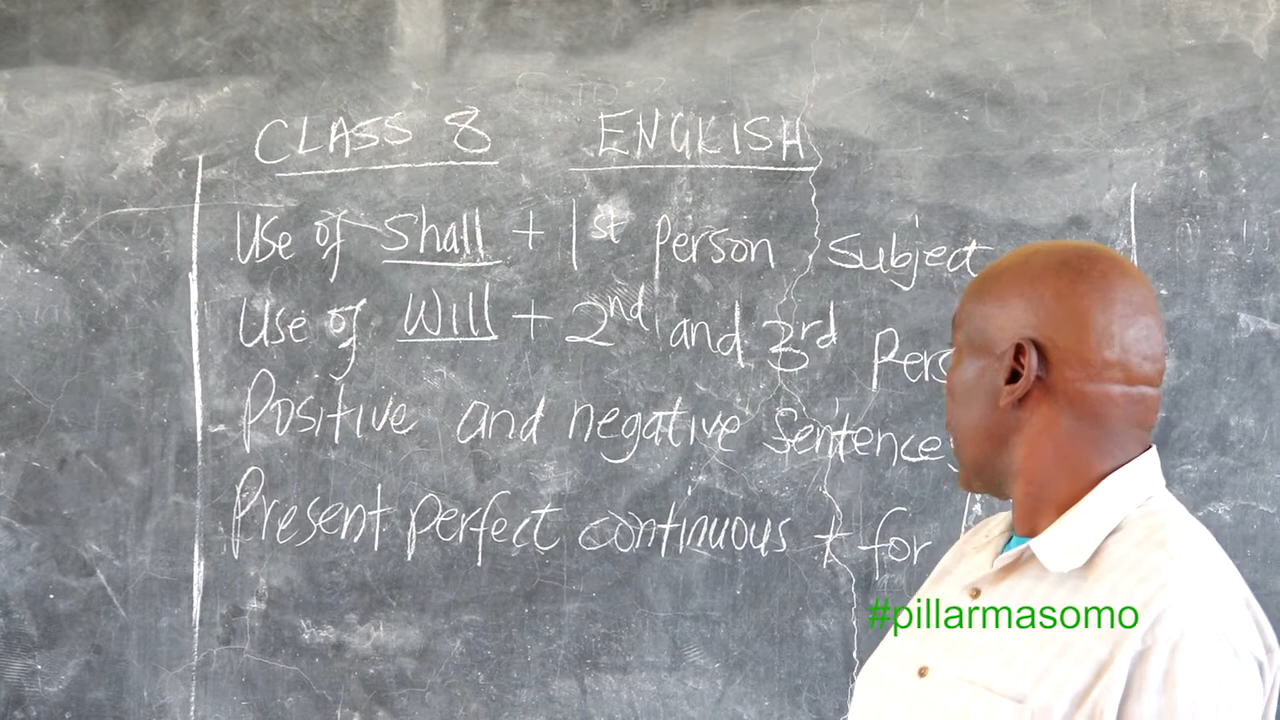 CLASS 8 ENGLISH
Use of Shall + 1st Person Subject
Use of Will + 2nd and 3rd Pers
Positive and negative Sentences
Present perfect continuous + for
#pillarmasomo